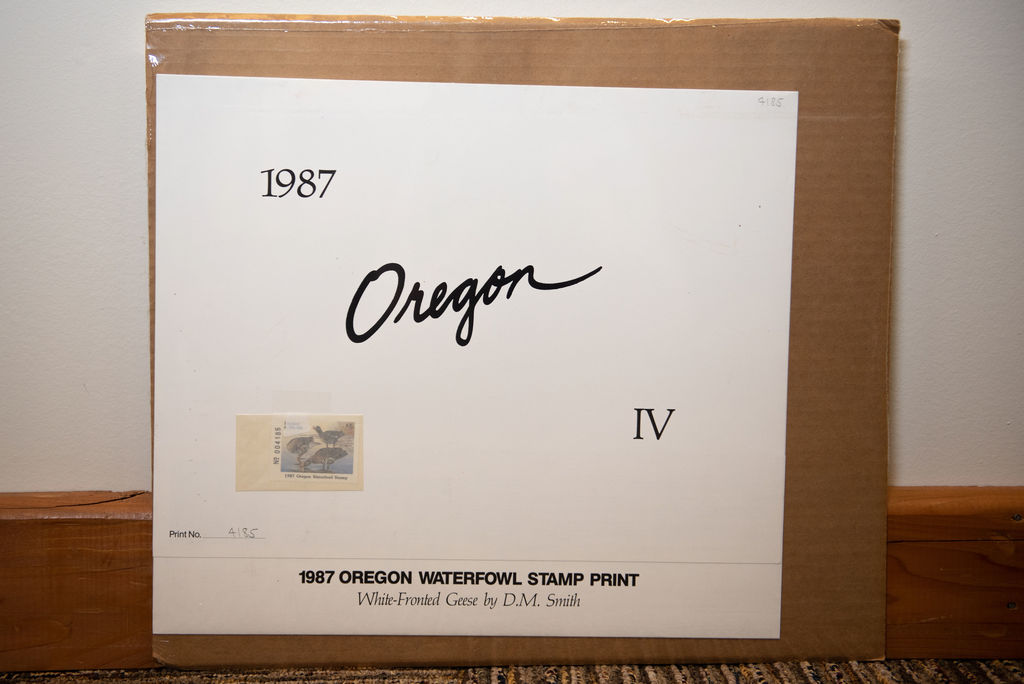 4185
1987
Oregon
IV
Nº 004185
1987 Oregon Waterfowl Stamp
Print No. 4185
1987 OREGON WATERFOWL STAMP PRINT
White-Fronted Geese by D.M. Smith